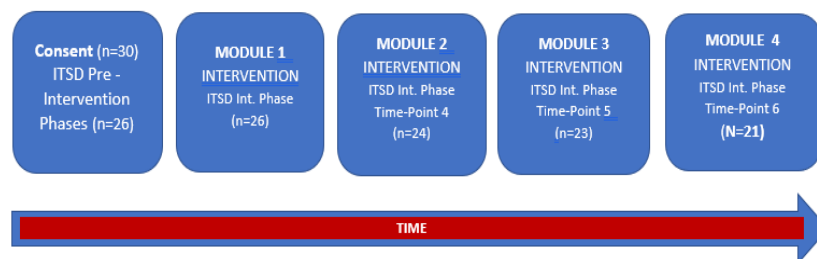 Consent (n=30)
ITSD Pre -
Intervention
Phases (n=26)
MODULE 1
INTERVENTION
ITSD Int. Phase
(n=26)
MODULE 2
INTERVENTION
ITSD Int. Phase
Time-Point 4
(n=24)
MODULE 3
INTERVENTION
ITSD Int. Phase
Time-Point 5
(n=23)
MODULE 4
INTERVENTION
ITSD Int. Phase
Time-Point 6
(N=21)
TIME